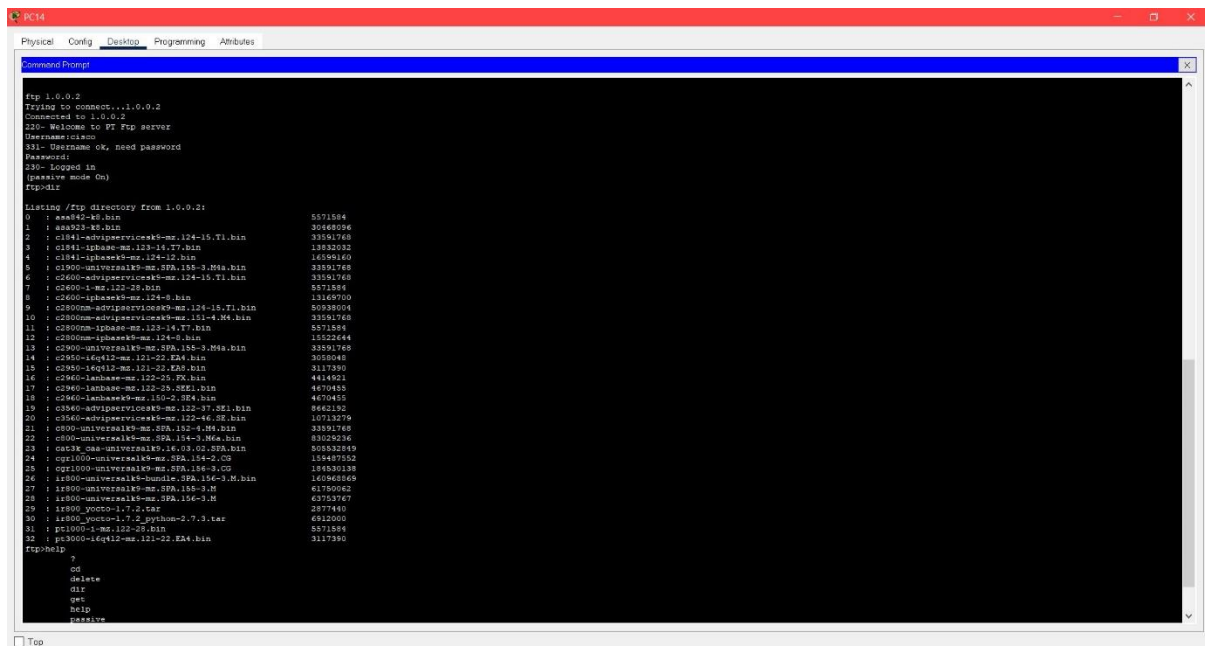 PC14
Physical Config Desktop Programming Attributes
Command Prompt
ftp 1.0.0.2
Trying to connect...1.0.0.2
Connected to 1.0.0.2
220- Welcome to PT Ftp server
Username:cisco
331- Username ok, need password
Password:
230- Logged in
(passive mode On)
ftp>dir
Listing /ftp directory from 1.0.0.2:
0 : asa842-k8.bin 5571584
1 : asa923-k8.bin 30468096
2 : c1841-advipservicesk9-mz.124-15.T1.bin 33591768
3 : c1841-ipbase-mz.123-14.T7.bin 13832032
4 : c1841-ipbasek9-mz.124-12.bin 16599160
5 : c1900-universalk9-mz.SPA.155-3.M4a.bin 33591768
6 : c2600-advipservicesk9-mz.124-15.T1.bin 33591768
7 : c2600-i-mz.122-28.bin 5571584
8 : c2600-ipbasek9-mz.124-8.bin 13169700
9 : c2800nm-advipservicesk9-mz.124-15.T1.bin 50938004
10 : c2800nm-advipservicesk9-mz.151-4.M4.bin 33591768
11 : c2800nm-ipbase-mz.123-14.T7.bin 5571584
12 : c2800nm-ipbasek9-mz.124-8.bin 15522644
13 : c2900-universalk9-mz.SPA.155-3.M4a.bin 33591768
14 : c2950-i6q4l2-mz.121-22.EA4.bin 3058048
15 : c2950-i6q4l2-mz.121-22.EA8.bin 3117390
16 : c2960-lanbase-mz.122-25.FX.bin 4414921
17 : c2960-lanbase-mz.122-25.SEE1.bin 4670455
18 : c2960-lanbasek9-mz.150-2.SE4.bin 4670455
19 : c3560-advipservicesk9-mz.122-37.SE1.bin 8662192
20 : c3560-advipservicesk9-mz.122-46.SE.bin 10713279
21 : c800-universalk9-mz.SPA.152-4.M4.bin 33591768
22 : c800-universalk9-mz.SPA.154-3.M6a.bin 83029236
23 : cat3k_caa-universalk9.16.03.02.SPA.bin 505532849
24 : cgr1000-universalk9-mz.SPA.154-2.CG 159487552
25 : cgr1000-universalk9-mz.SPA.156-3.CG 184530138
26 : ir800-universalk9-bundle.SPA.156-3.M.bin 160968869
27 : ir800-universalk9-mz.SPA.155-3.M 61750062
28 : ir800-universalk9-mz.SPA.156-3.M 63753767
29 : ir800_yocto-1.7.2.tar 2877440
30 : ir800_yocto-1.7.2_python-2.7.3.tar 6912000
31 : pt1000-i-mz.122-28.bin 5571584
32 : pt3000-i6q4l2-mz.121-22.EA4.bin 3117390
ftp>help
?
cd
delete
dir
get
help
passive
Top